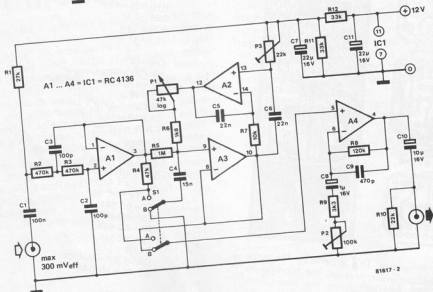 R12
33k
12V
R1
27k
P3
22k
C7
22µ
16V
R11
33k
C11
22µ
16V
11
IC1
7
0
A1 ... A4 = IC1 = RC 4136
P1
47k
log
12
A2
13
14
C5
22n
C3
100p
R6
1k8
R7
10k
C6
22n
R2
470k
R3
470k
1
2
A1
3
R5
1M
9
8
A3
10
5
6
A4
4
C10
10µ
16V
R4
47k
C4
15n
S1
A
B
A
B
R8
120k
C9
470p
C8
1µ
16V
C1
100n
C2
100p
R9
3k3
R10
22k
P2
100k
max
300 mVeff
81617 - 2